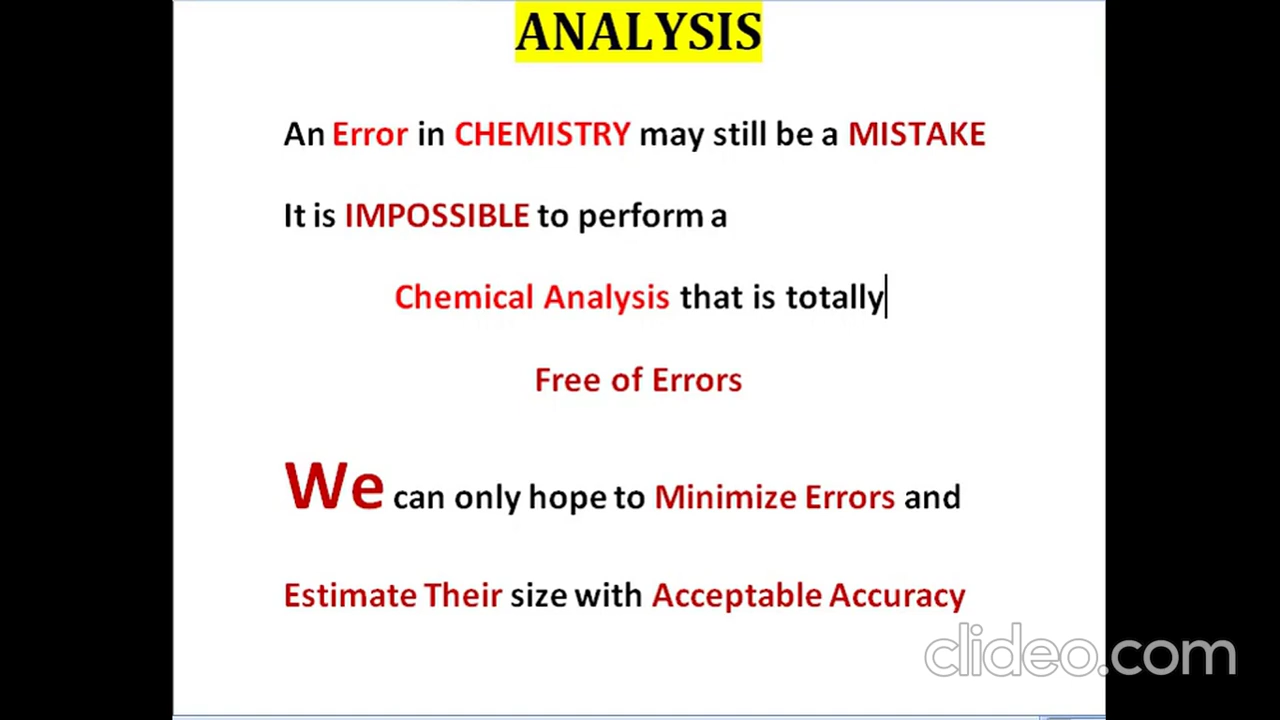 ANALYSIS
An Error in CHEMISTRY may still be a MISTAKE
It is IMPOSSIBLE to perform a
Chemical Analysis that is totally
Free of Errors
We can only hope to Minimize Errors and
Estimate Their size with Acceptable Accuracy
clideo.com